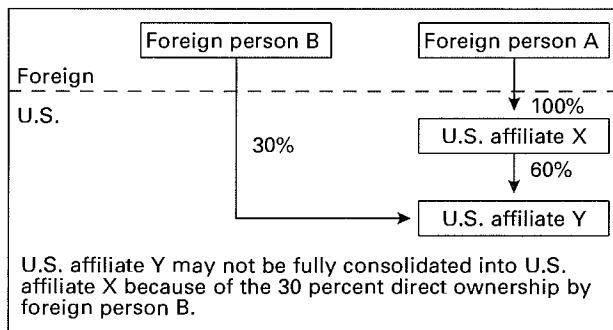 Foreign person B
Foreign person A
Foreign
U.S.
100%
U.S. affiliate X
30%
60%
U.S. affiliate Y
U.S. affiliate Y may not be fully consolidated into U.S.
affiliate X because of the 30 percent direct ownership by
foreign person B.